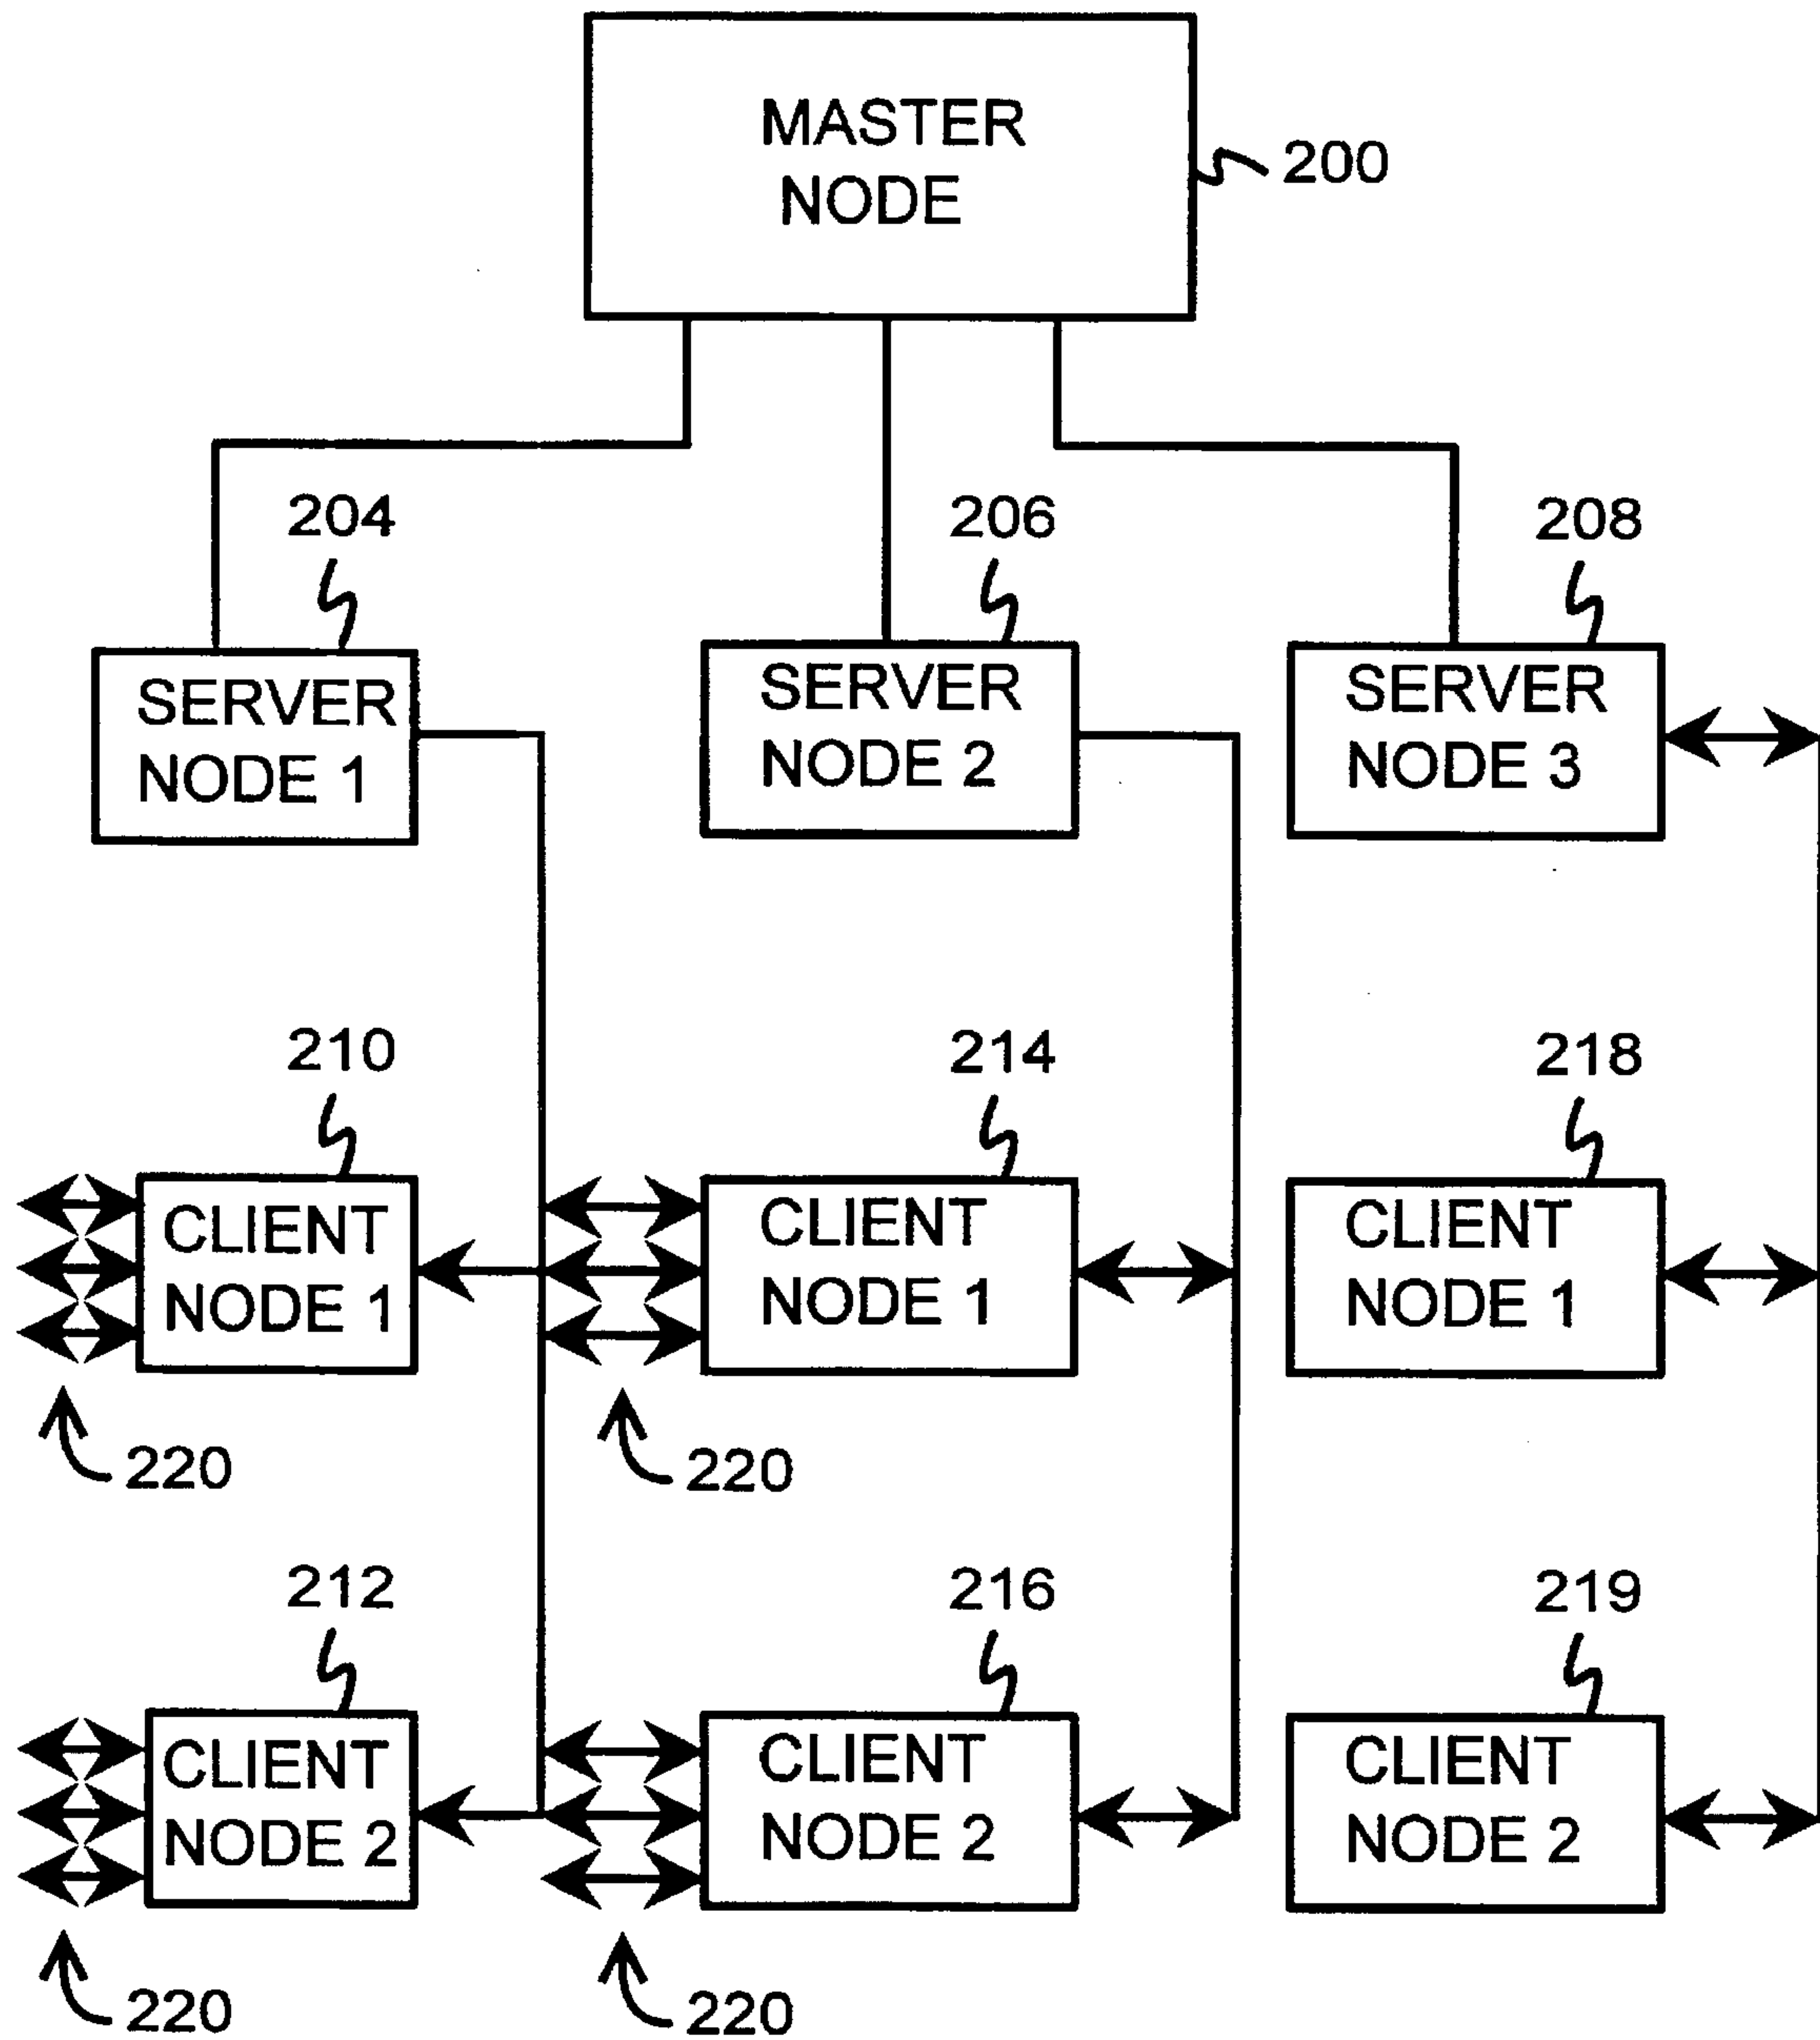 MASTER
NODE
200
204
206
208
SERVER
NODE 1
SERVER
NODE 2
SERVER
NODE 3
210
214
218
CLIENT
NODE 1
CLIENT
NODE 1
CLIENT
NODE 1
220
220
212
216
219
CLIENT
NODE 2
CLIENT
NODE 2
CLIENT
NODE 2
220
220